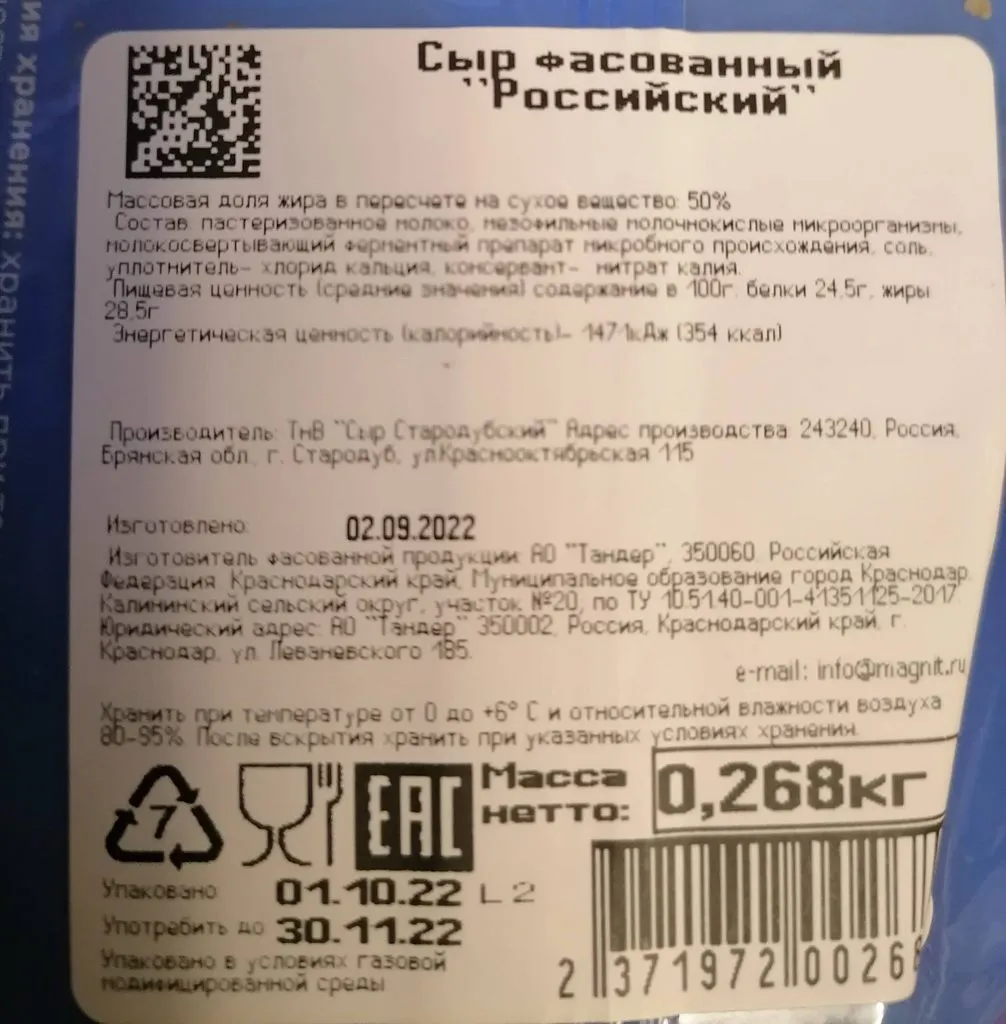 ия хранения: хранить при те
Сыр фасованный
"Российский"
Массовая доля жира в пересчете на сухое вещество: 50%
Состав: пастеризованное молоко, мезофильные молочнокислые микроорганизмы,
молокосвертывающий ферментный препарат микробного происхождения, соль,
уплотнитель- хлорид кальция, консервант- нитрат калия.
Пищевая ценность (средние значения) содержание в 100г: белки 24,5г, жиры
28,5г
Энергетическая ценность (калорийность)- 1471кДж (354 ккал)
Производитель: ТнВ "Сыр Стародубский" Адрес производства 243240, Россия,
Брянская обл., г. Стародуб, ул.Краснооктябрьская 115
Изготовлено: 02.09.2022
Изготовитель фасованной продукции: АО "Тандер", 350060, Российская
Федерация, Краснодарский край, Муниципальное образование город Краснодар,
Калининский сельский округ, участок №20, по ТУ 10.51.40-001-41351125-2017
Юридический адрес: АО "Тандер" 350002, Россия, Краснодарский край, г.
Краснодар, ул. Леваневского 185.
e-mail: info@magnit.ru
Хранить при температуре от 0 до +6° С и относительной влажности воздуха
80-95%. После вскрытия хранить при указанных условиях хранения.
7
EAC
Масса
нетто: 0,268кг
Упаковано 01.10.22 L 2
Употребить до 30.11.22
Упаковано в условиях газовой
модифицированной среды
2 371972 00268